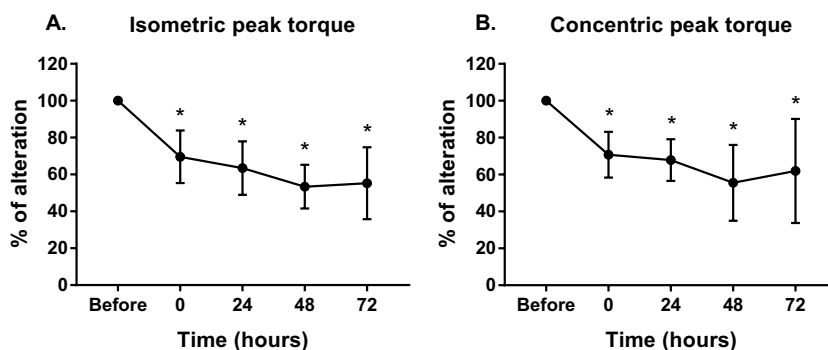 A. Isometric peak torque
120
100
80
60
40
20
0
% of alteration
* * * *
Before 0 24 48 72
Time (hours)
B. Concentric peak torque
120
100
80
60
40
20
0
% of alteration
* * * *
Before 0 24 48 72
Time (hours)